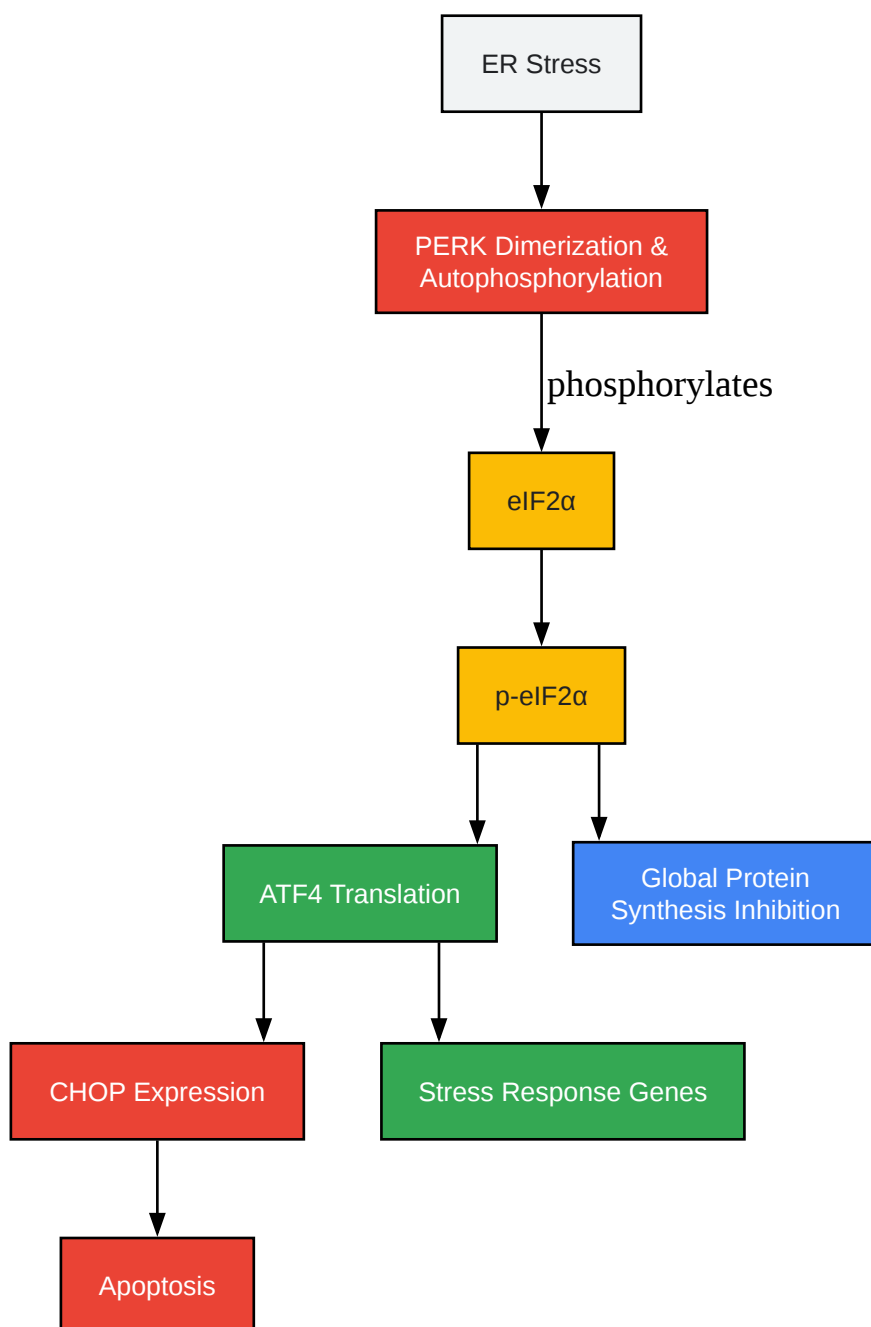 ER Stress
PERK Dimerization &
Autophosphorylation
phosphorylates
eIF2α
p-eIF2α
ATF4 Translation
Global Protein
Synthesis Inhibition
CHOP Expression
Stress Response Genes
Apoptosis